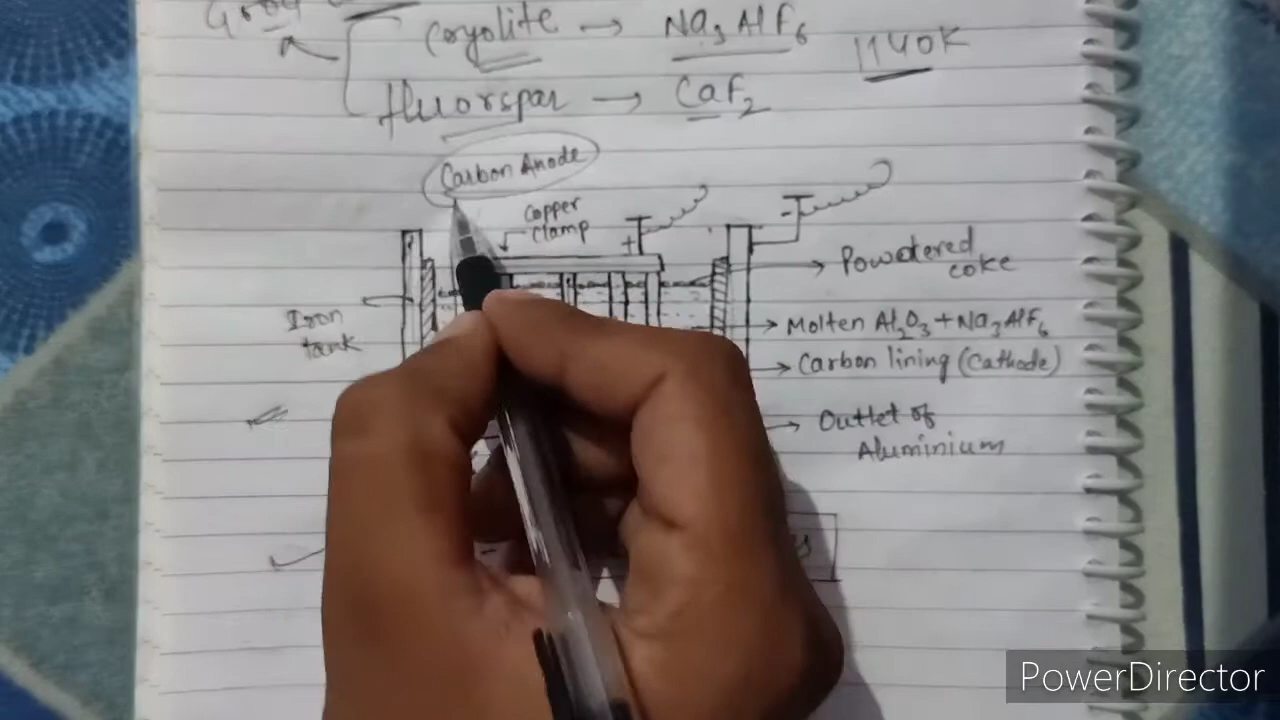 Cryolite → Na3AlF6
1140K
fluorspar → CaF2
Carbon Anode
Copper
clamp
+
-
Powdered
coke
Iron
tank
Molten Al2O3 + Na3AlF6
Carbon lining (Cathode)
Outlet of
Aluminium
PowerDirector